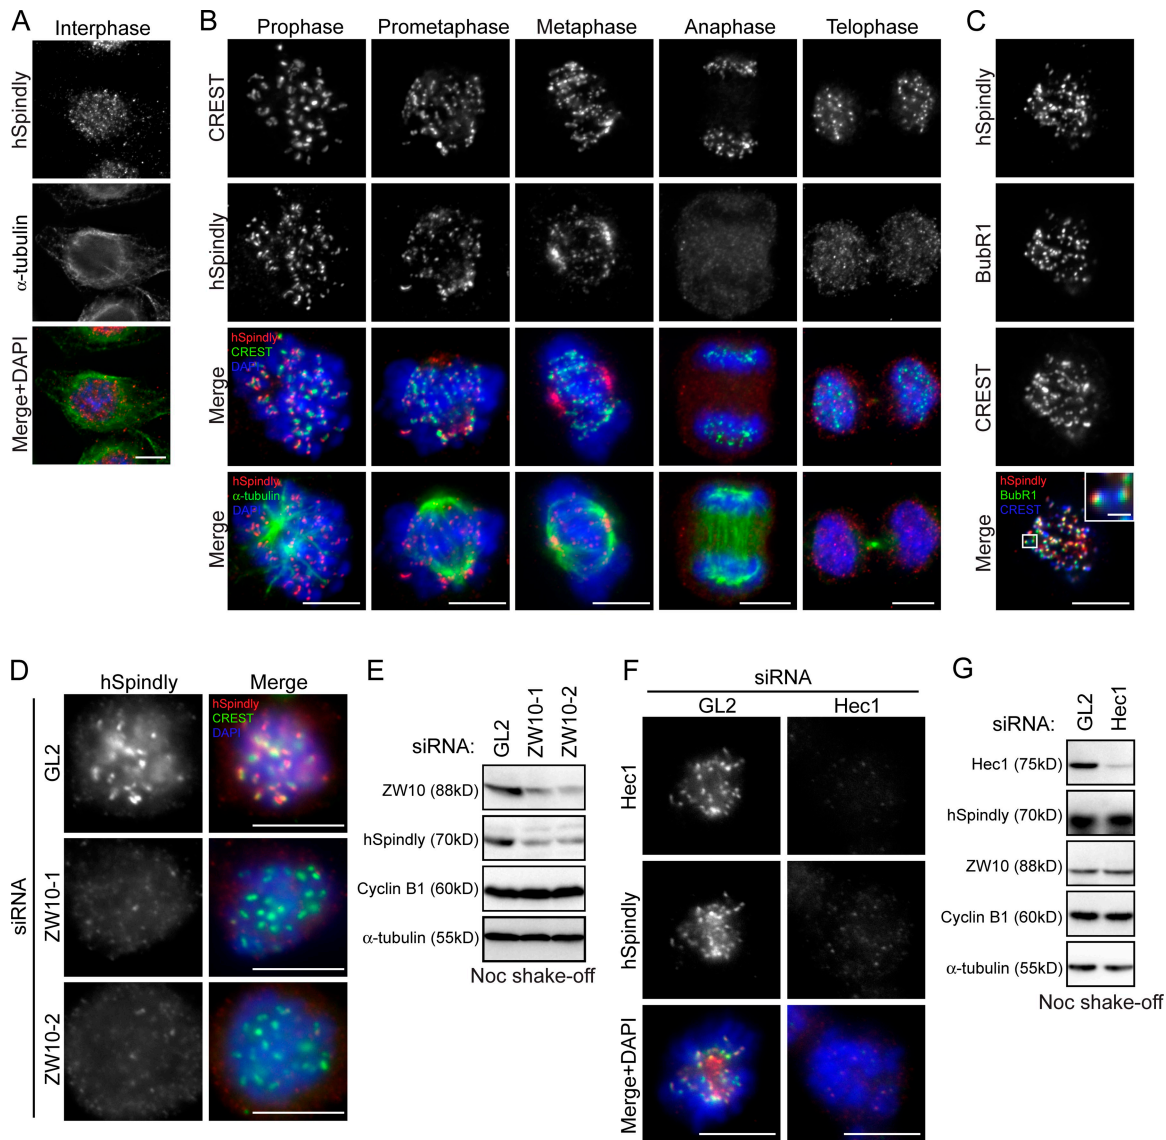 A
Interphase
hSpindly
α-tubulin
Merge+DAPI
B
Prophase
Prometaphase
Metaphase
Anaphase
Telophase
CREST
hSpindly
Merge
hSpindly
CREST
DAPI
Merge
hSpindly
α-tubulin
DAPI
C
hSpindly
BubR1
CREST
Merge
hSpindly
BubR1
CREST
D
hSpindly
Merge
siRNA
GL2
hSpindly
CREST
DAPI
ZW10-1
ZW10-2
E
siRNA:
GL2
ZW10-1
ZW10-2
ZW10 (88kD)
hSpindly (70kD)
Cyclin B1 (60kD)
α-tubulin (55kD)
Noc shake-off
F
siRNA
GL2
Hec1
Hec1
hSpindly
Merge+DAPI
G
siRNA:
GL2
Hec1
Hec1 (75kD)
hSpindly (70kD)
ZW10 (88kD)
Cyclin B1 (60kD)
α-tubulin (55kD)
Noc shake-off